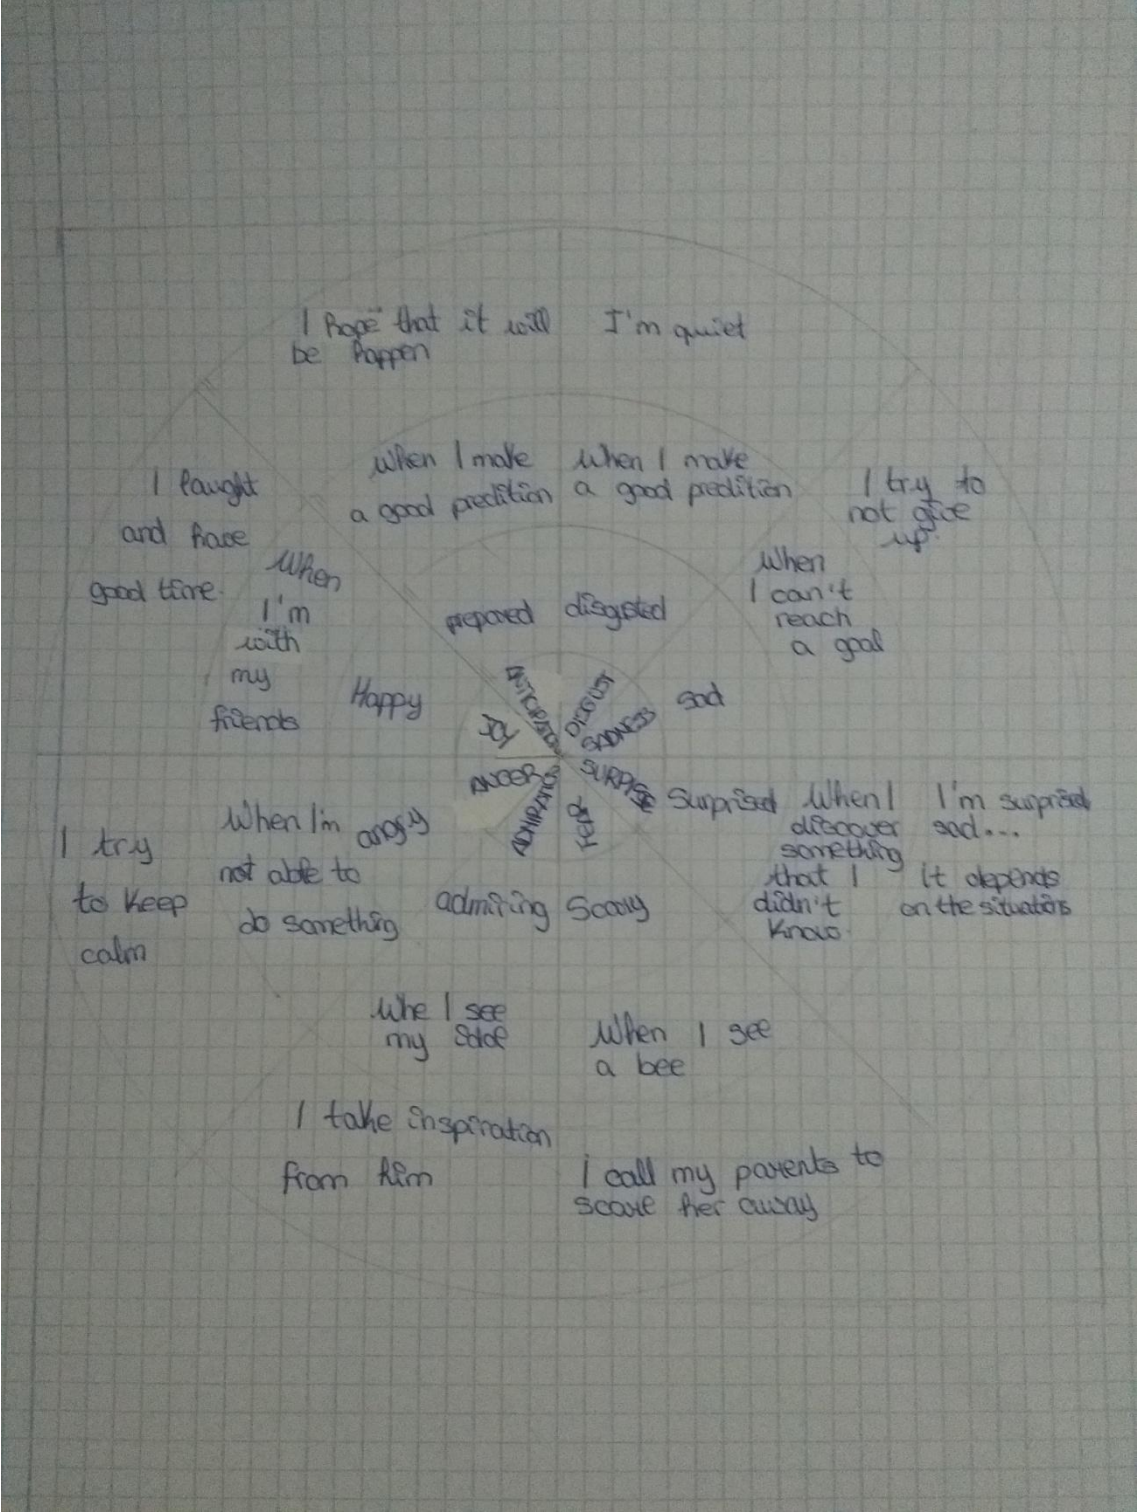 I hope that it will
be happen
I'm quiet
When I make
a good predition
When I make
a good predition
I try to
not give
up.
I laught
and have
good time.
When
I'm
with
my
friends
When
I can't
reach
a goal
prepared
disgusted
Happy
sad
ANTICIPATION
DISGUST
JOY
SADNESS
ANGER
SURPRISE
ADMIRATION
FEAR
Surprised
When I
discover
something
that I
didn't
know.
I'm surprised
sad...
It depends
on the situations
I try
to keep
calm
When I'm
not able to
do something
angry
admiring
Scary
Whe I see
my idol
When I see
a bee
I take inspiration
from him
I call my parents to
scare her away